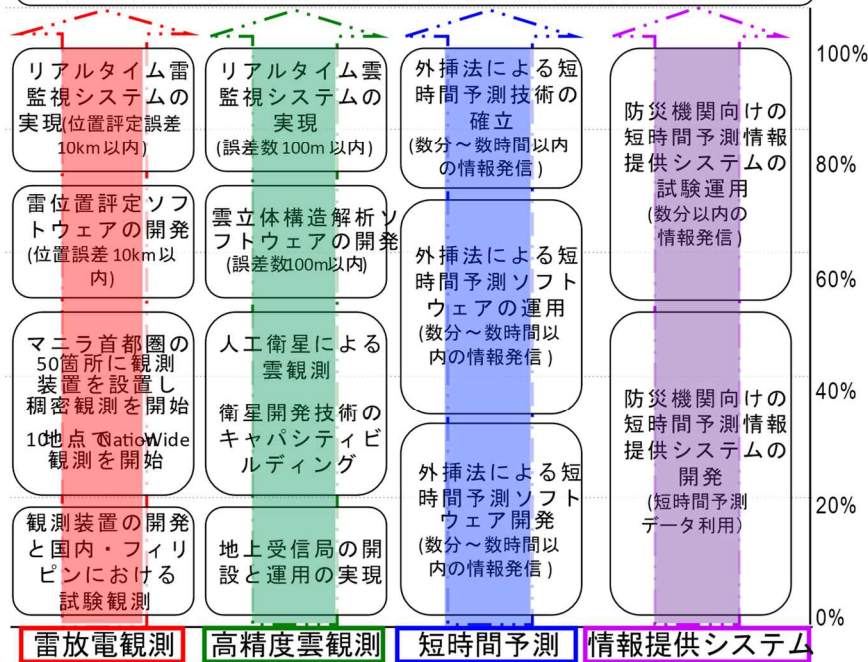 リアルタイム雷
監視システムの
実現(位置評定誤差
10km以内)
雷位置評定ソフ
トウェアの開発
(位置誤差10km以
内)
マニラ首都圏の
50箇所に観測
装置を設置し
稠密観測を開始
10地点でNationWide
観測を開始
観測装置の開発
と国内・フィリ
ピンにおける
試験観測
リアルタイム雲
監視システムの
実現
(誤差数100m以内)
雲立体構造解析ソ
フトウェアの開発
(誤差数100m以内)
人工衛星による
雲観測
衛星開発技術の
キャパシティビ
ルディング
地上受信局の開
設と運用の実現
外挿法による短
時間予測技術の
確立
(数分～数時間以内
の情報発信)
外挿法による短
時間予測ソフト
ウェアの運用
(数分～数時間以
内の情報発信)
外挿法による短
時間予測ソフト
ウェア開発
(数分～数時間以
内の情報発信)
防災機関向けの
短時間予測情報
提供システムの
試験運用
(数分以内の
情報発信)
防災機関向けの
短時間予測情報
提供システムの
開発
(短時間予測
データ利用)
100%
80%
60%
40%
20%
0%
雷放電観測
高精度雲観測
短時間予測
情報提供システム